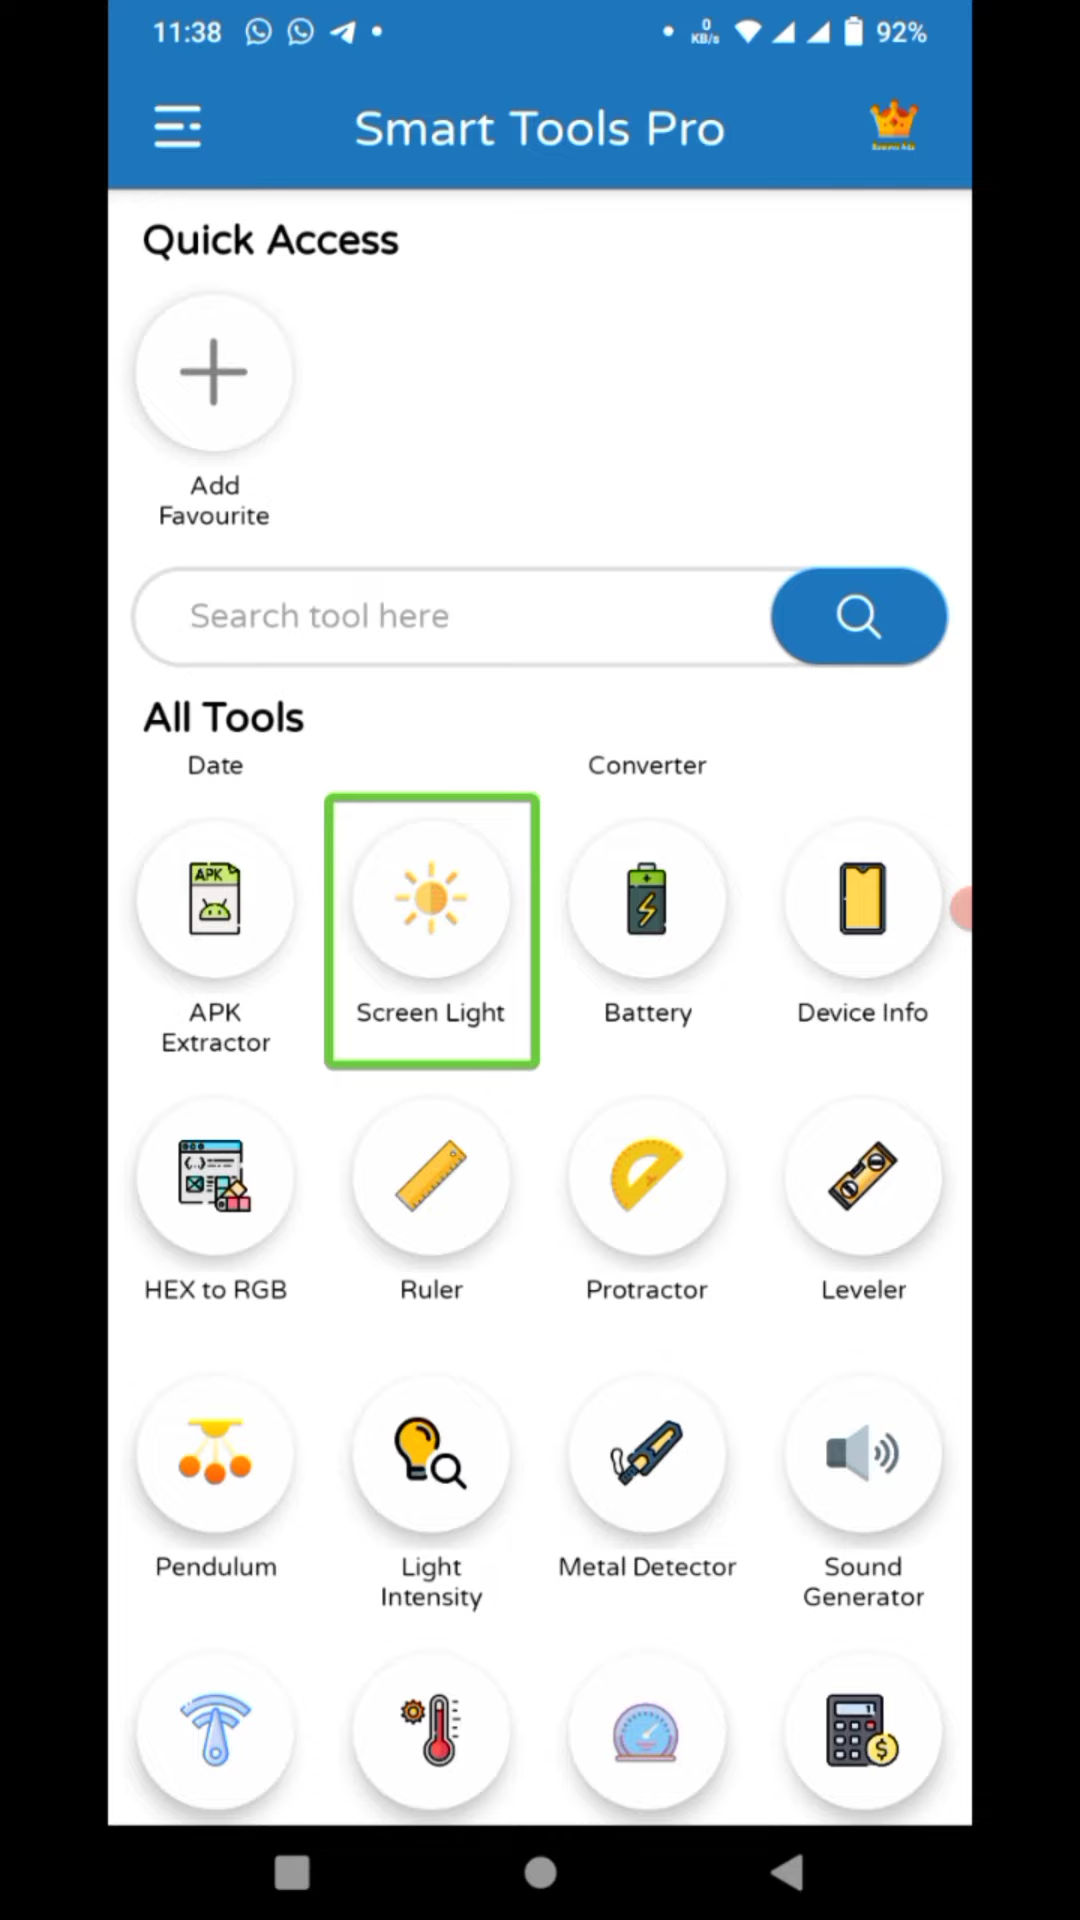 11:38
0
KB/s
92%
Smart Tools Pro
Quick Access
Add
Favourite
Search tool here
All Tools
Date
Converter
APK
APK
Extractor
Screen Light
Battery
Device Info
HEX to RGB
Ruler
Protractor
Leveler
Pendulum
Light
Intensity
Metal Detector
Sound
Generator